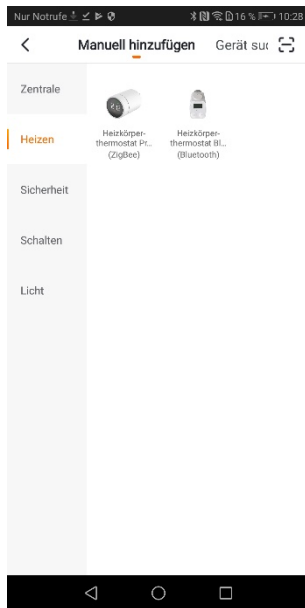 Nur Notrufe 16 % 10:28
Manuell hinzufügen Gerät suc
Zentrale
Heizen
Sicherheit
Schalten
Licht
Heizkörper-
thermostat Pr...
(ZigBee)
Heizkörper-
thermostat Bl...
(Bluetooth)